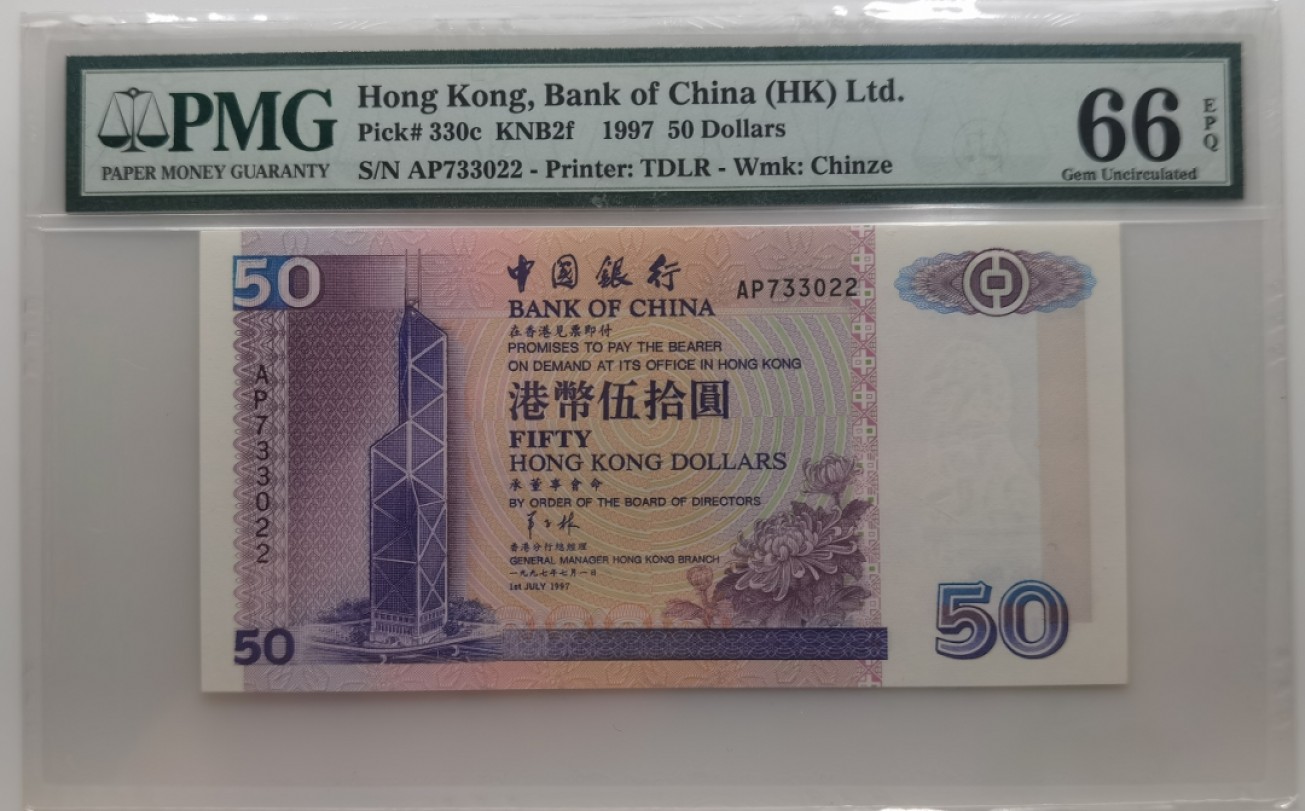 PMG
PAPER MONEY GUARANTY
Hong Kong, Bank of China (HK) Ltd.
Pick# 330c KNB2f 1997 50 Dollars
S/N AP733022 - Printer: TDLR - Wmk: Chinze
66
EPQ
Gem Uncirculated
50
中國銀行
AP733022
BANK OF CHINA
在香港見票即付
PROMISES TO PAY THE BEARER
ON DEMAND AT ITS OFFICE IN HONG KONG
AP733022
港幣伍拾圓
FIFTY
HONG KONG DOLLARS
承董事會命
BY ORDER OF THE BOARD OF DIRECTORS
香港分行總經理
GENERAL MANAGER HONG KONG BRANCH
一九九七年七月一日
1st JULY 1997
50
50